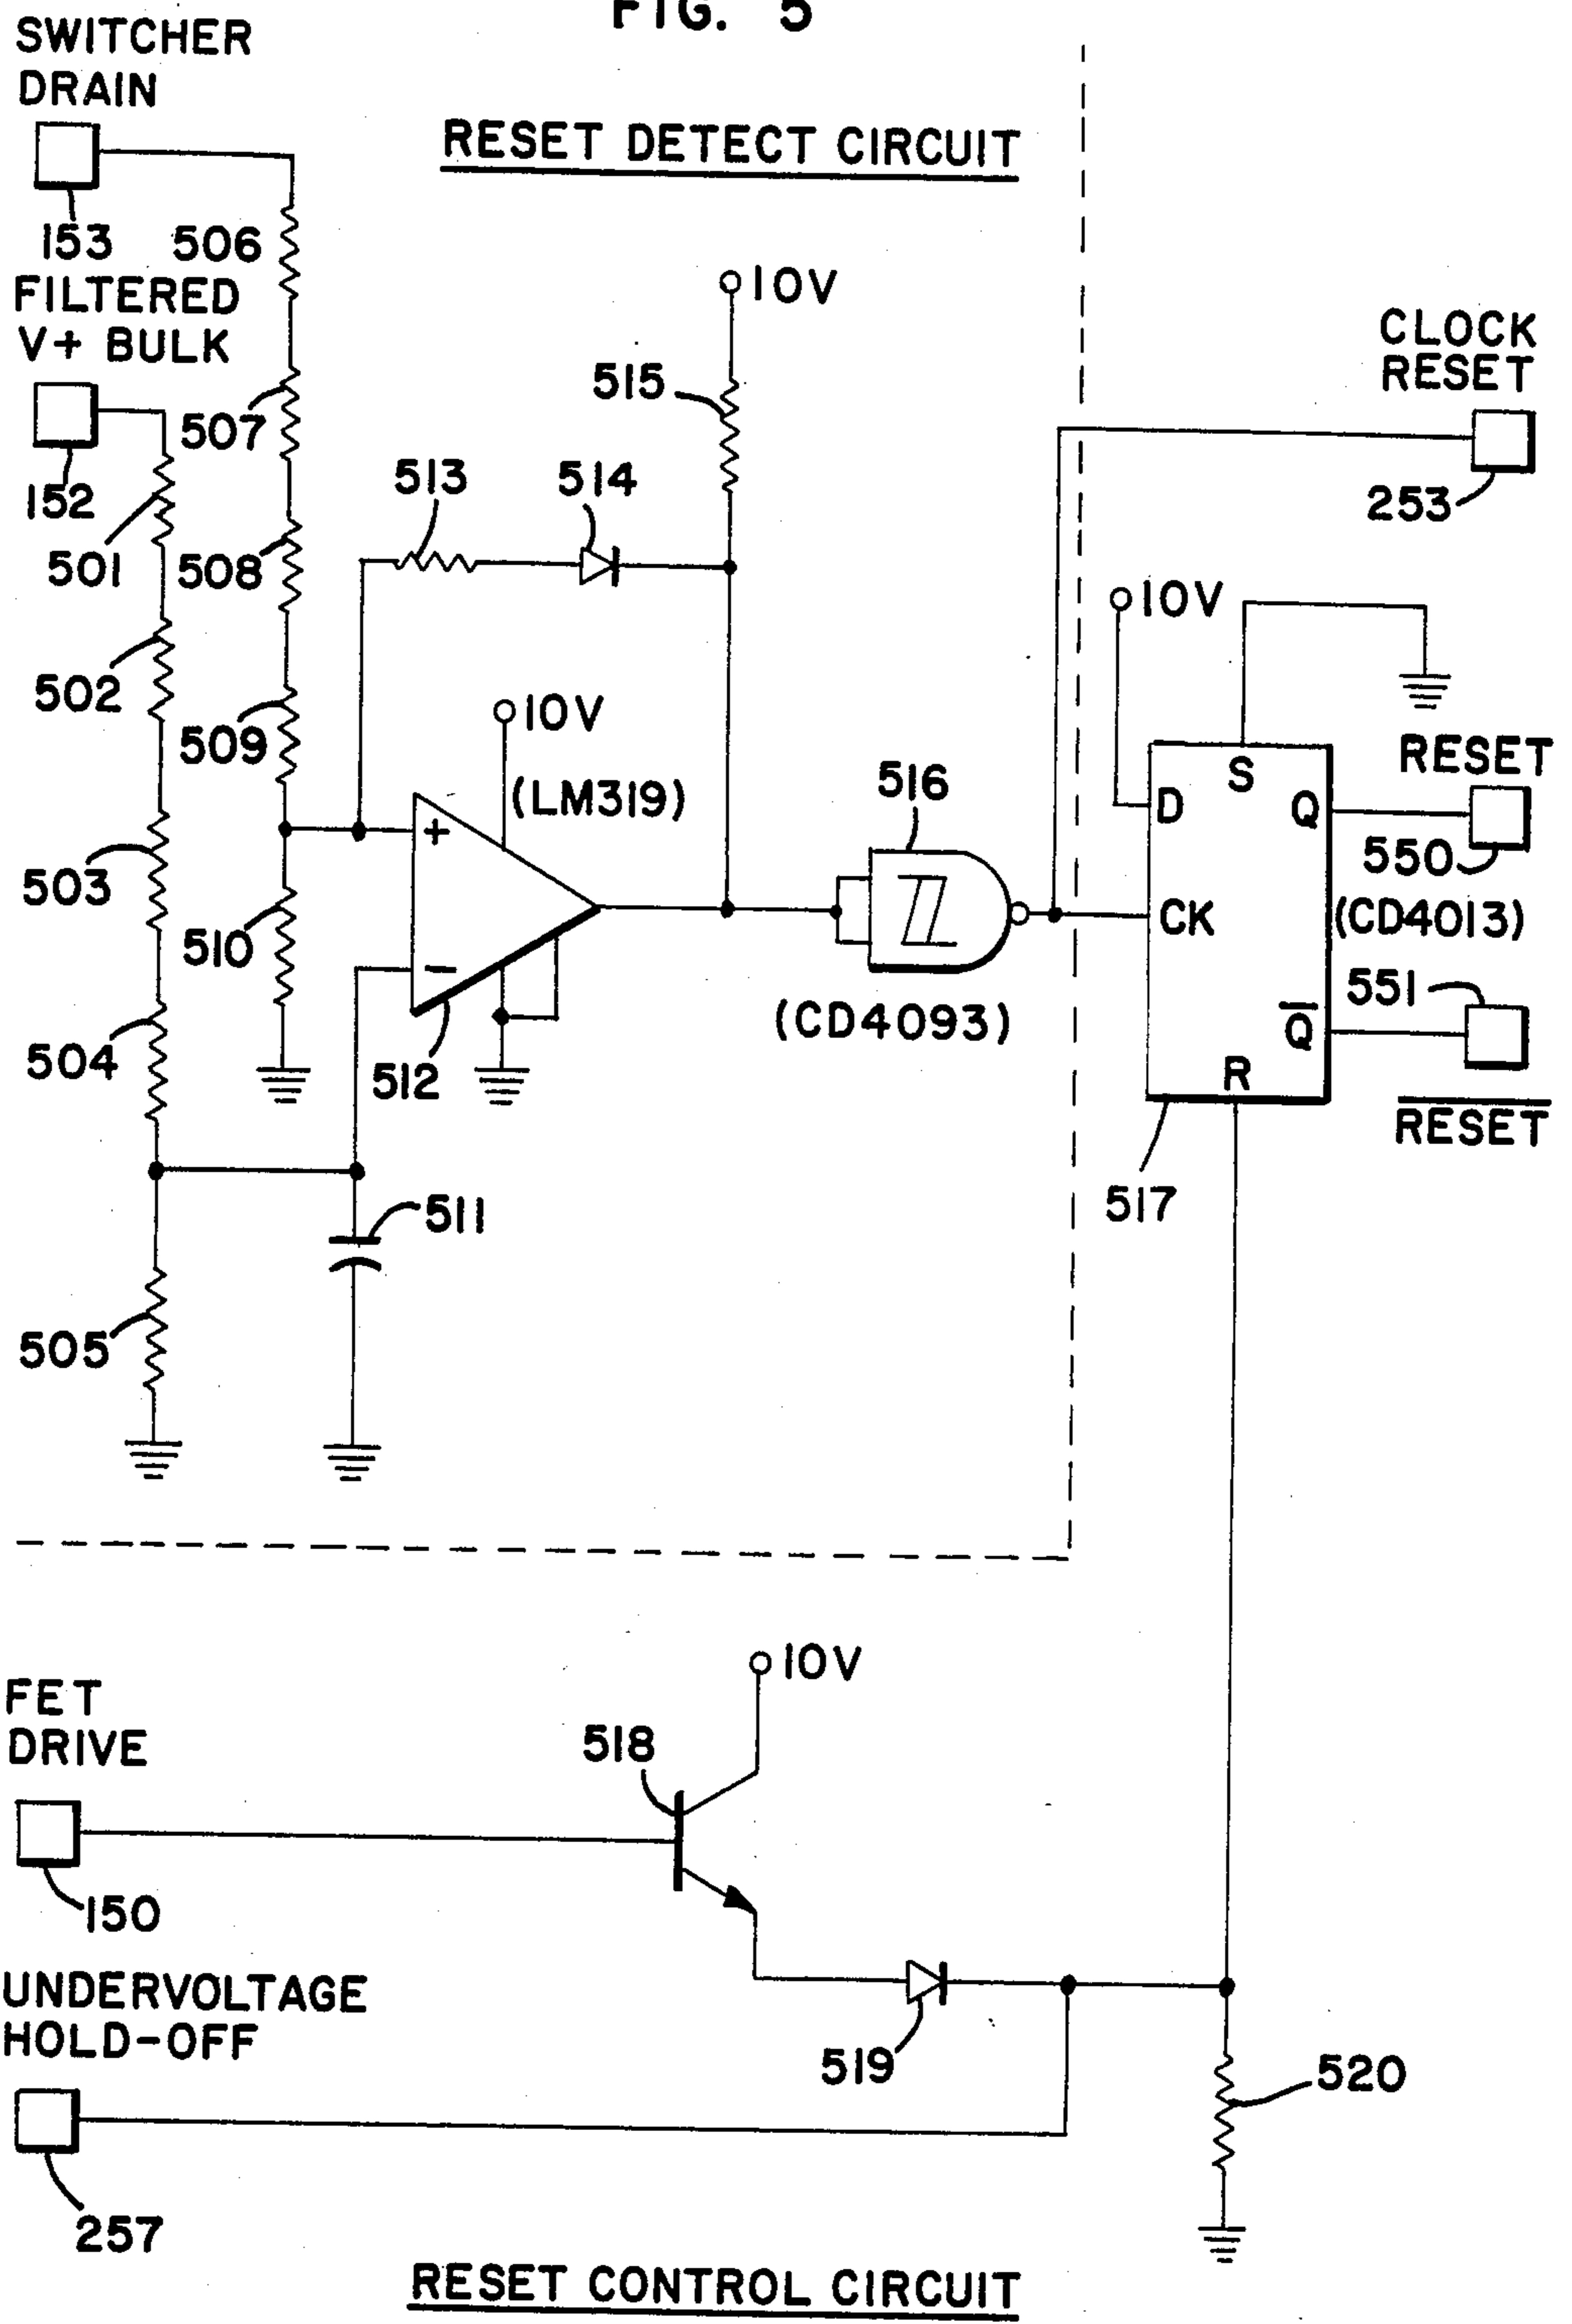 FIG. 5
SWITCHER
DRAIN
RESET DETECT CIRCUIT
153
506
FILTERED
V+ BULK
10V
CLOCK
RESET
515
507
513
514
152
253
501
508
10V
502
509
10V
(LM319)
516
RESET
S
D
Q
+
550
503
510
CK
(CD4013)
−
551
(CD4093)
Q̅
504
512
R
R̅E̅S̅E̅T̅
517
511
505
10V
FET
DRIVE
518
150
UNDERVOLTAGE
HOLD-OFF
519
520
257
RESET CONTROL CIRCUIT